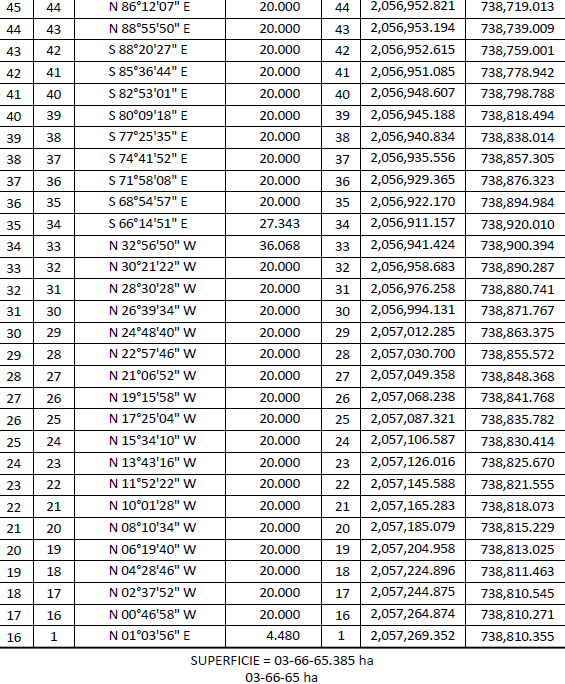 45 44 N 86°12'07" E 20.000 44 2,056,952.821 738,719.013
44 43 N 88°55'50" E 20.000 43 2,056,953.194 738,739.009
43 42 S 88°20'27" E 20.000 42 2,056,952.615 738,759.001
42 41 S 85°36'44" E 20.000 41 2,056,951.085 738,778.942
41 40 S 82°53'01" E 20.000 40 2,056,948.607 738,798.788
40 39 S 80°09'18" E 20.000 39 2,056,945.188 738,818.494
39 38 S 77°25'35" E 20.000 38 2,056,940.834 738,838.014
38 37 S 74°41'52" E 20.000 37 2,056,935.556 738,857.305
37 36 S 71°58'08" E 20.000 36 2,056,929.365 738,876.323
36 35 S 68°54'57" E 20.000 35 2,056,922.170 738,894.984
35 34 S 66°14'51" E 27.343 34 2,056,911.157 738,920.010
34 33 N 32°56'50" W 36.068 33 2,056,941.424 738,900.394
33 32 N 30°21'22" W 20.000 32 2,056,958.683 738,890.287
32 31 N 28°30'28" W 20.000 31 2,056,976.258 738,880.741
31 30 N 26°39'34" W 20.000 30 2,056,994.131 738,871.767
30 29 N 24°48'40" W 20.000 29 2,057,012.285 738,863.375
29 28 N 22°57'46" W 20.000 28 2,057,030.700 738,855.572
28 27 N 21°06'52" W 20.000 27 2,057,049.358 738,848.368
27 26 N 19°15'58" W 20.000 26 2,057,068.238 738,841.768
26 25 N 17°25'04" W 20.000 25 2,057,087.321 738,835.782
25 24 N 15°34'10" W 20.000 24 2,057,106.587 738,830.414
24 23 N 13°43'16" W 20.000 23 2,057,126.016 738,825.670
23 22 N 11°52'22" W 20.000 22 2,057,145.588 738,821.555
22 21 N 10°01'28" W 20.000 21 2,057,165.283 738,818.073
21 20 N 08°10'34" W 20.000 20 2,057,185.079 738,815.229
20 19 N 06°19'40" W 20.000 19 2,057,204.958 738,813.025
19 18 N 04°28'46" W 20.000 18 2,057,224.896 738,811.463
18 17 N 02°37'52" W 20.000 17 2,057,244.875 738,810.545
17 16 N 00°46'58" W 20.000 16 2,057,264.874 738,810.271
16 1 N 01°03'56" E 4.480 1 2,057,269.352 738,810.355
SUPERFICIE = 03-66-65.385 ha
03-66-65 ha